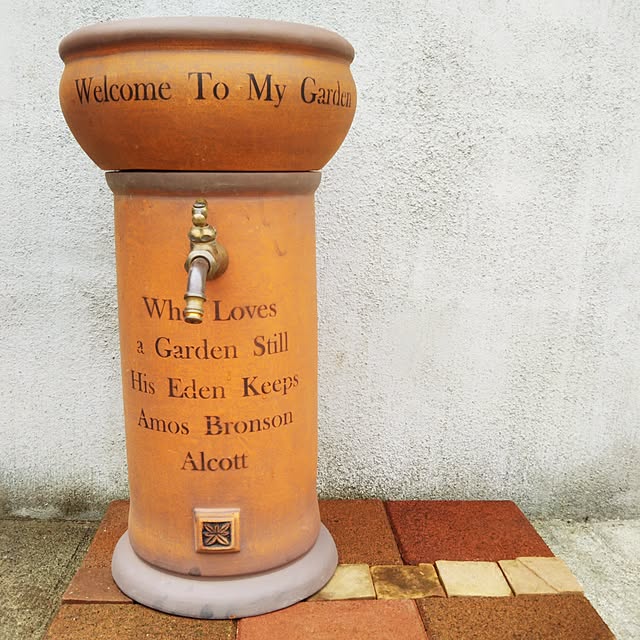 Welcome To My Garden
Who Loves
a Garden Still
His Eden Keeps
Amos Bronson
Alcott